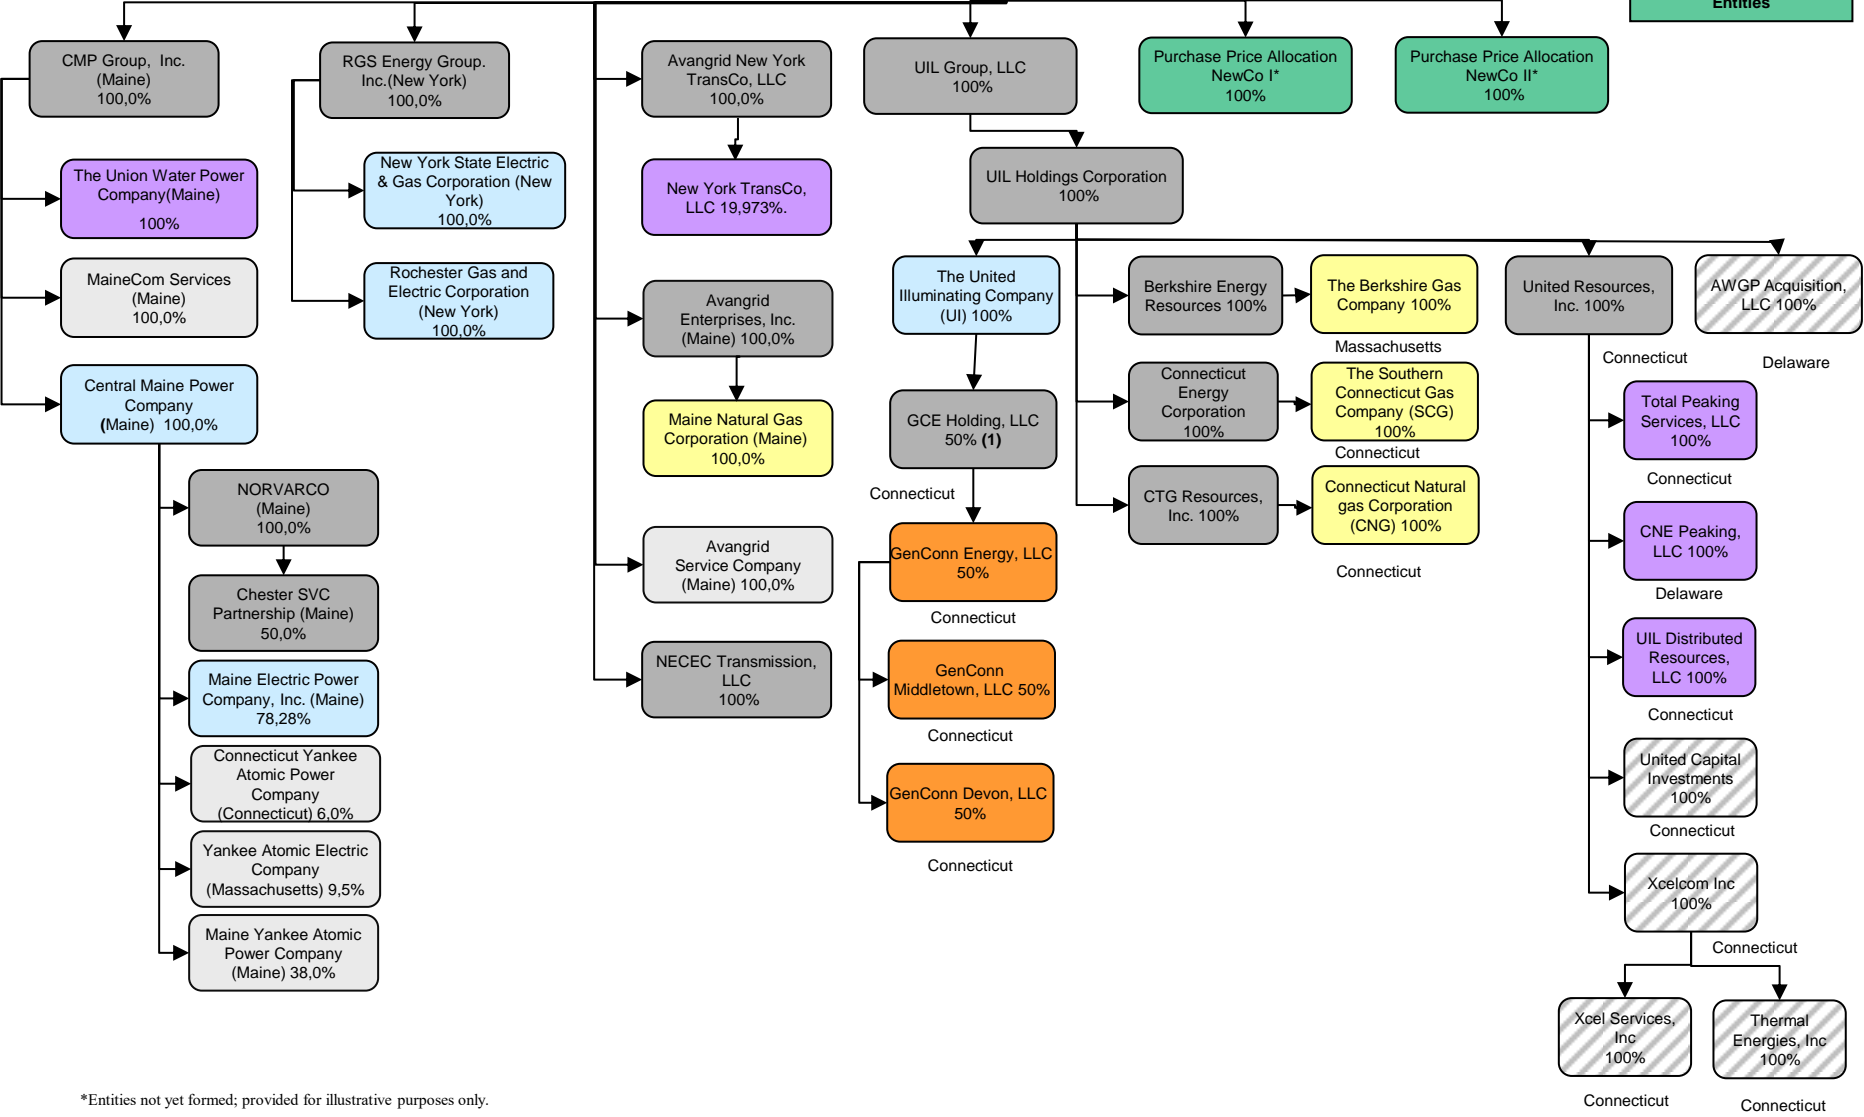 Entities
CMP Group, Inc.
(Maine)
100,0%
RGS Energy Group.
Inc.(New York)
100,0%
Avangrid New York
TransCo, LLC
100,0%
UIL Group, LLC
100%
Purchase Price Allocation
NewCo I*
100%
Purchase Price Allocation
NewCo II*
100%
The Union Water Power
Company(Maine)
100%
New York State Electric
& Gas Corporation (New
York)
100,0%
New York TransCo,
LLC 19,973%.
UIL Holdings Corporation
100%
MaineCom Services
(Maine)
100,0%
Rochester Gas and
Electric Corporation
(New York)
100,0%
Avangrid
Enterprises, Inc.
(Maine) 100,0%
The United
Illuminating Company
(UI) 100%
Berkshire Energy
Resources 100%
The Berkshire Gas
Company 100%
Massachusetts
United Resources,
Inc. 100%
Connecticut
AWGP Acquisition,
LLC 100%
Delaware
Central Maine Power
Company
(Maine) 100,0%
Maine Natural Gas
Corporation (Maine)
100,0%
GCE Holding, LLC
50% (1)
Connecticut
Connecticut
Energy
Corporation
100%
The Southern
Connecticut Gas
Company (SCG)
100%
Connecticut
Total Peaking
Services, LLC
100%
Connecticut
NORVARCO
(Maine)
100,0%
CTG Resources,
Inc. 100%
Connecticut Natural
gas Corporation
(CNG) 100%
Connecticut
CNE Peaking,
LLC 100%
Delaware
Avangrid
Service Company
(Maine) 100,0%
GenConn Energy, LLC
50%
Connecticut
Chester SVC
Partnership (Maine)
50,0%
NECEC Transmission,
LLC
100%
GenConn
Middletown, LLC 50%
Connecticut
UIL Distributed
Resources,
LLC 100%
Connecticut
Maine Electric Power
Company, Inc. (Maine)
78,28%
Connecticut Yankee
Atomic Power
Company
(Connecticut) 6,0%
GenConn Devon, LLC
50%
Connecticut
United Capital
Investments
100%
Connecticut
Yankee Atomic Electric
Company
(Massachusetts) 9,5%
Xcelcom Inc
100%
Connecticut
Maine Yankee Atomic
Power Company
(Maine) 38,0%
Xcel Services,
Inc
100%
Connecticut
Thermal
Energies, Inc
100%
Connecticut
*Entities not yet formed; provided for illustrative purposes only.